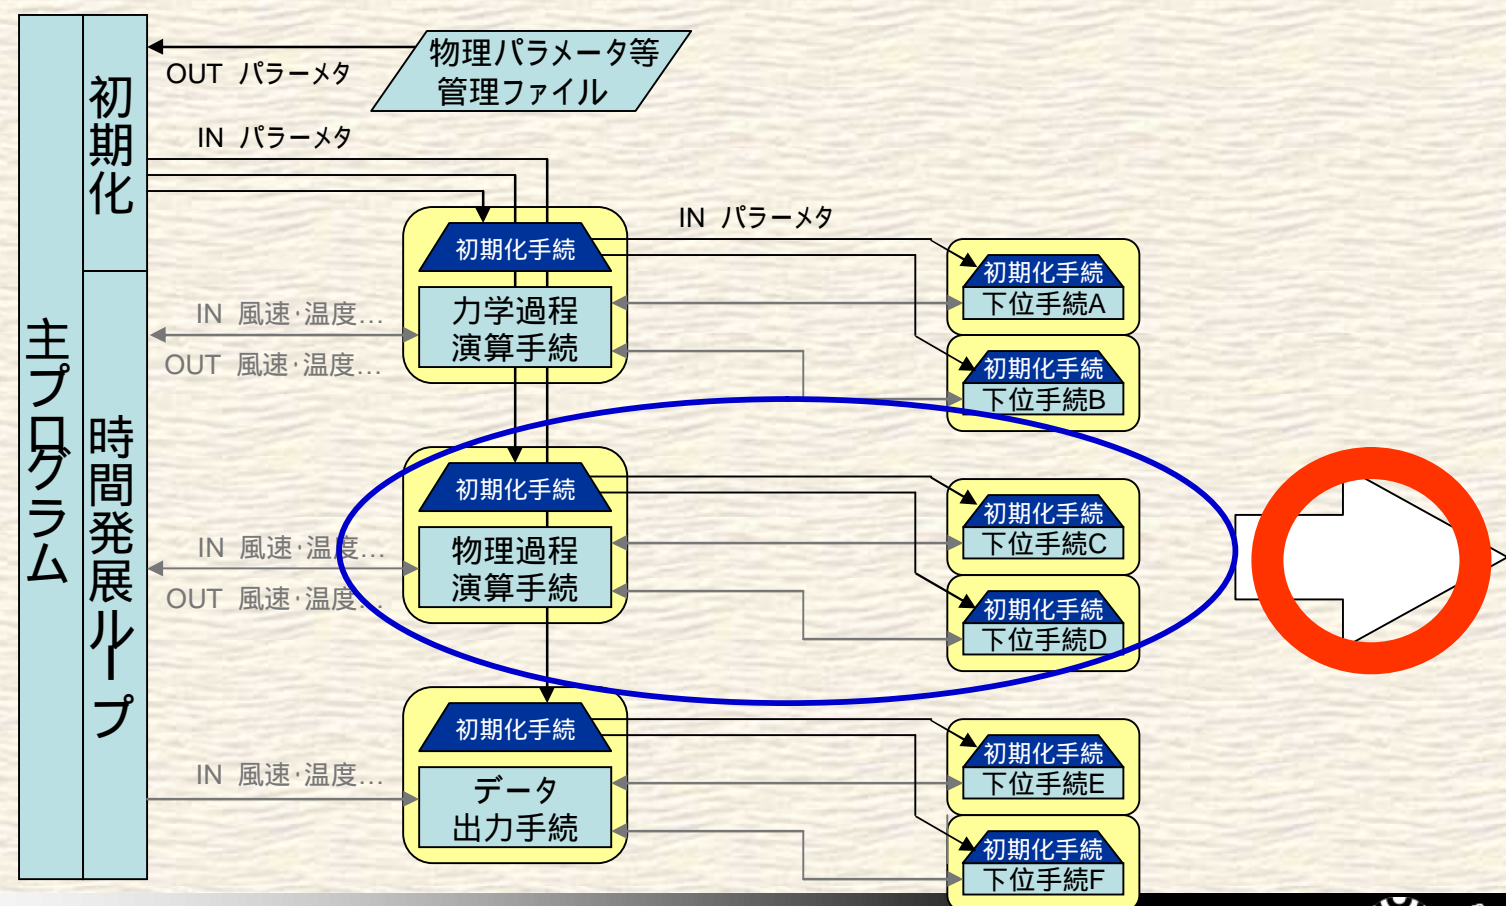 主プログラム
初期化
時間発展ループ
物理パラメータ等
管理ファイル
OUT パラーメタ
IN パラーメタ
IN パラーメタ
初期化手続
力学過程
演算手続
IN 風速・温度…
OUT 風速・温度…
初期化手続
下位手続A
初期化手続
下位手続B
初期化手続
物理過程
演算手続
IN 風速・温度…
OUT 風速・温度…
初期化手続
下位手続C
初期化手続
下位手続D
初期化手続
データ
出力手続
IN 風速・温度…
初期化手続
下位手続E
初期化手続
下位手続F